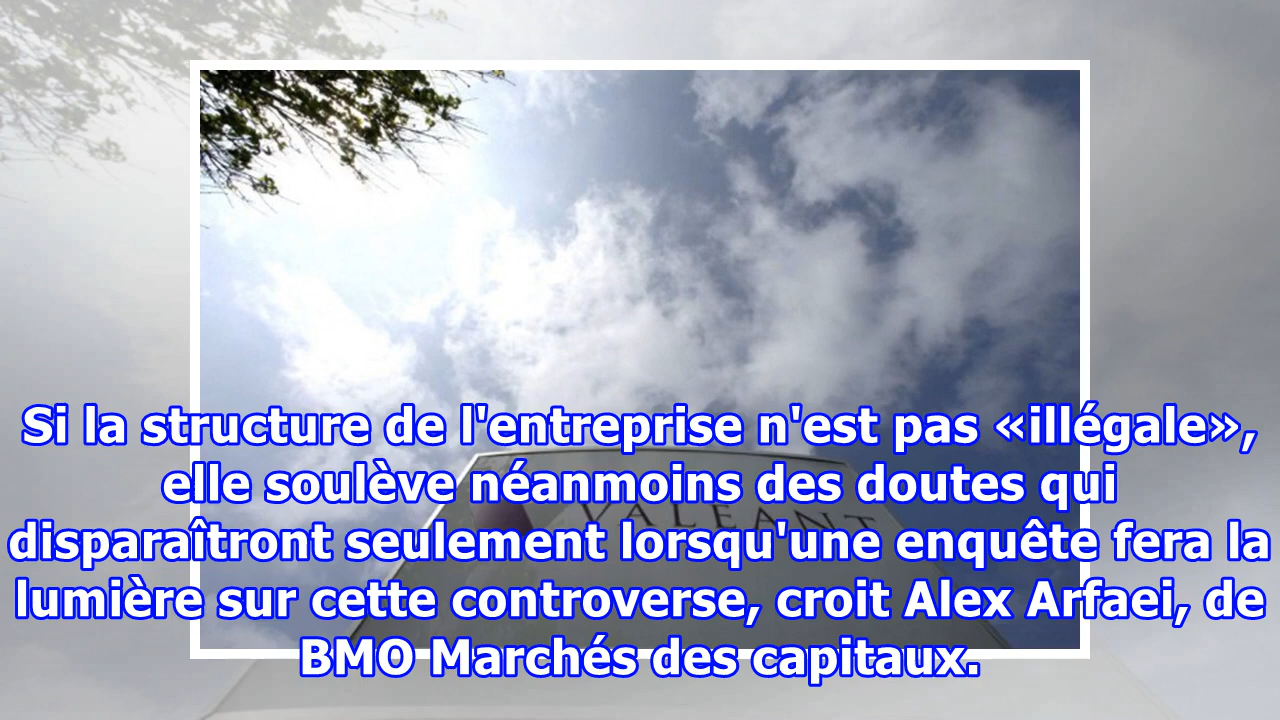 Si la structure de l'entreprise n'est pas «illégale»,
elle soulève néanmoins des doutes qui
VALEANT
disparaîtront seulement lorsqu'une enquête fera la
lumière sur cette controverse, croit Alex Arfaei, de
BMO Marchés des capitaux.